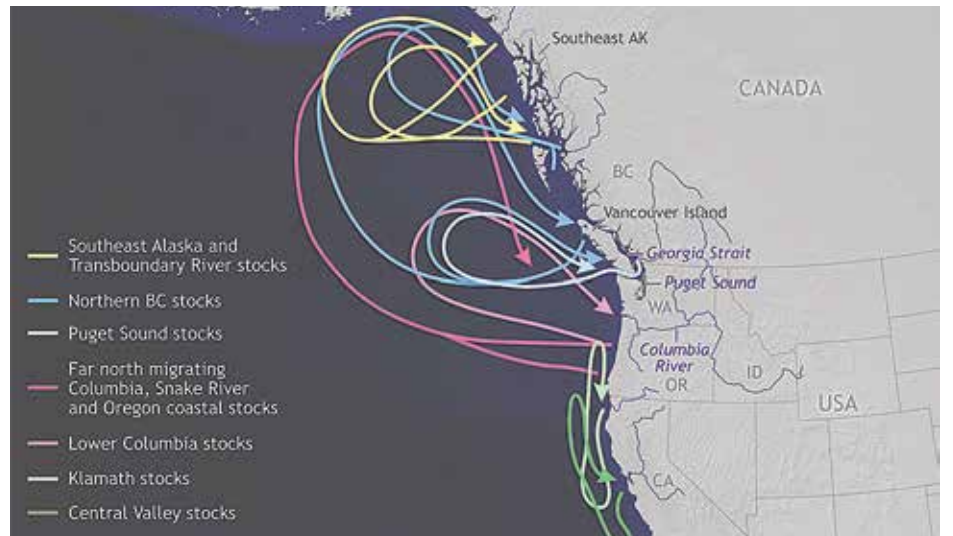 Southeast AK
CANADA
BC
Vancouver Island
Georgia Strait
Puget Sound
WA
Columbia
River
OR
ID
USA
CA
Southeast Alaska and
Transboundary River stocks
Northern BC stocks
Puget Sound stocks
Far north migrating
Columbia, Snake River
and Oregon coastal stocks
Lower Columbia stocks
Klamath stocks
Central Valley stocks